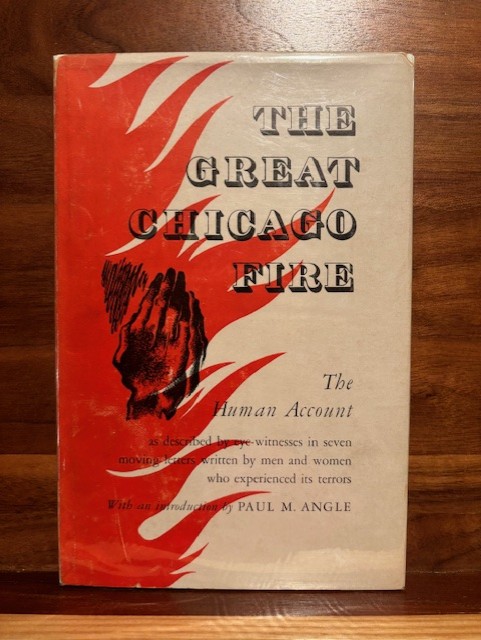 THE
GREAT
CHICAGO
FIRE
The
Human Account
as described by eye-witnesses in seven
moving letters written by men and women
who experienced its terrors
With an introduction by PAUL M. ANGLE